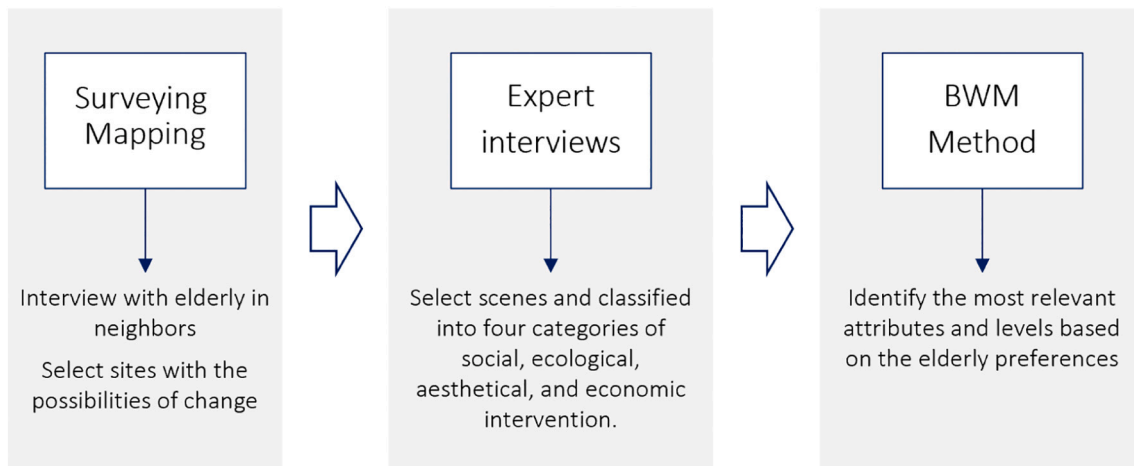 Surveying
Mapping
Interview with elderly in
neighbors
Select sites with the
possibilities of change
Expert
interviews
Select scenes and classified
into four categories of
social, ecological,
aesthetical, and economic
intervention.
BWM
Method
Identify the most relevant
attributes and levels based
on the elderly preferences